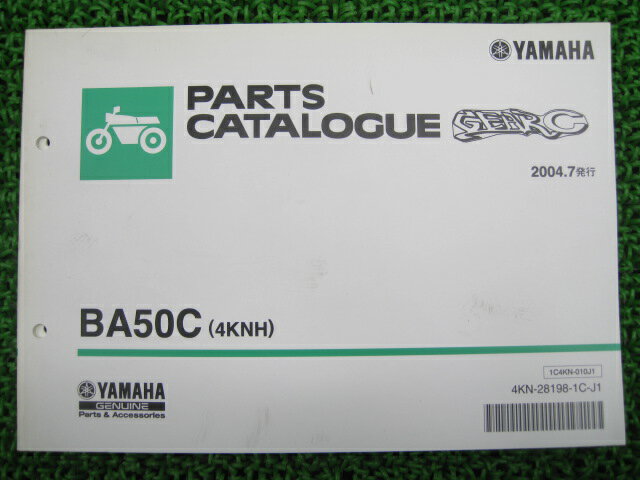 YAMAHA
PARTS
CATALOGUE
GEAR C
2004.7発行
BA50C (4KNH)
1C4KN-010J1
4KN-28198-1C-J1
YAMAHA
GENUINE
Parts & Accessories